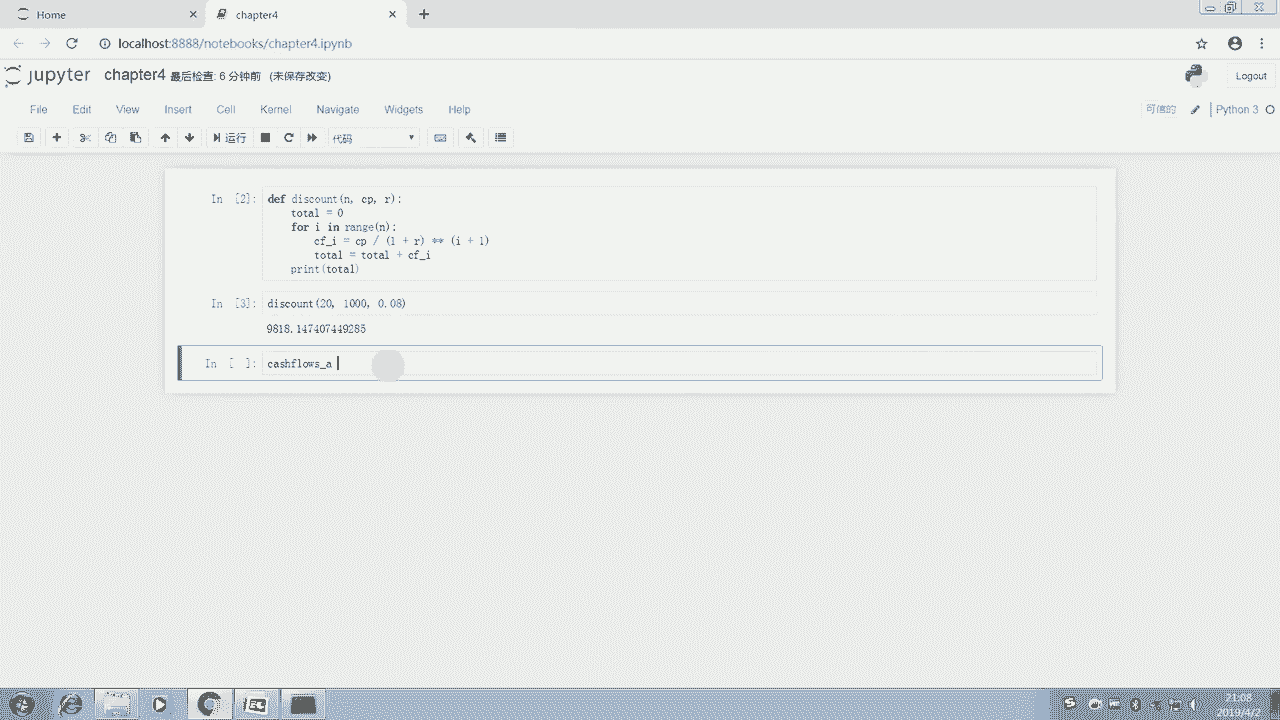 Home
chapter4
localhost:8888/notebooks/chapter4.ipynb
jupyter chapter4 最后检查: 6 分钟前 (未保存改变)
Logout
File Edit View Insert Cell Kernel Navigate Widgets Help
可信的 Python 3
运行 代码
In [2]: def discount(n, cp, r):
total = 0
for i in range(n):
cf_i = cp / (1 + r) ** (i + 1)
total = total + cf_i
print(total)
In [3]: discount(20, 1000, 0.08)
9818.147407449285
In [ ]: cashflows_a
21:08
2019/4/2